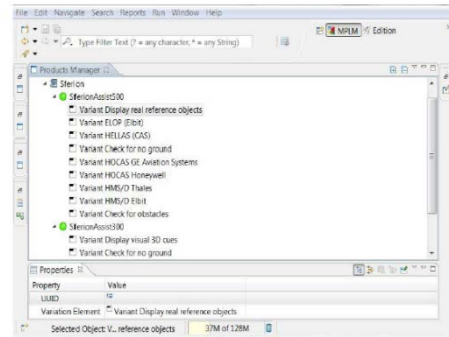 File Edit Navigate Search Reports Run Window Help
Type Filter Text (? = any character, * = any String)
MPLM Edition
Products Manager
Sferion
SferionAssist500
Variant Display real reference objects
Variant ELOP (Elbit)
Variant HELLAS (CAS)
Variant Check for no ground
Variant HOCAS GE Aviation Systems
Variant HOCAS Honeywell
Variant HMS/D Thales
Variant HMS/D Elbit
Variant Check for obstacles
SferionAssist300
Variant Display visual 3D cues
Variant Check for no ground
Properties
Property Value
UUID
Variation Element Variant Display real reference objects
Selected Object: V... reference objects 37M of 128M